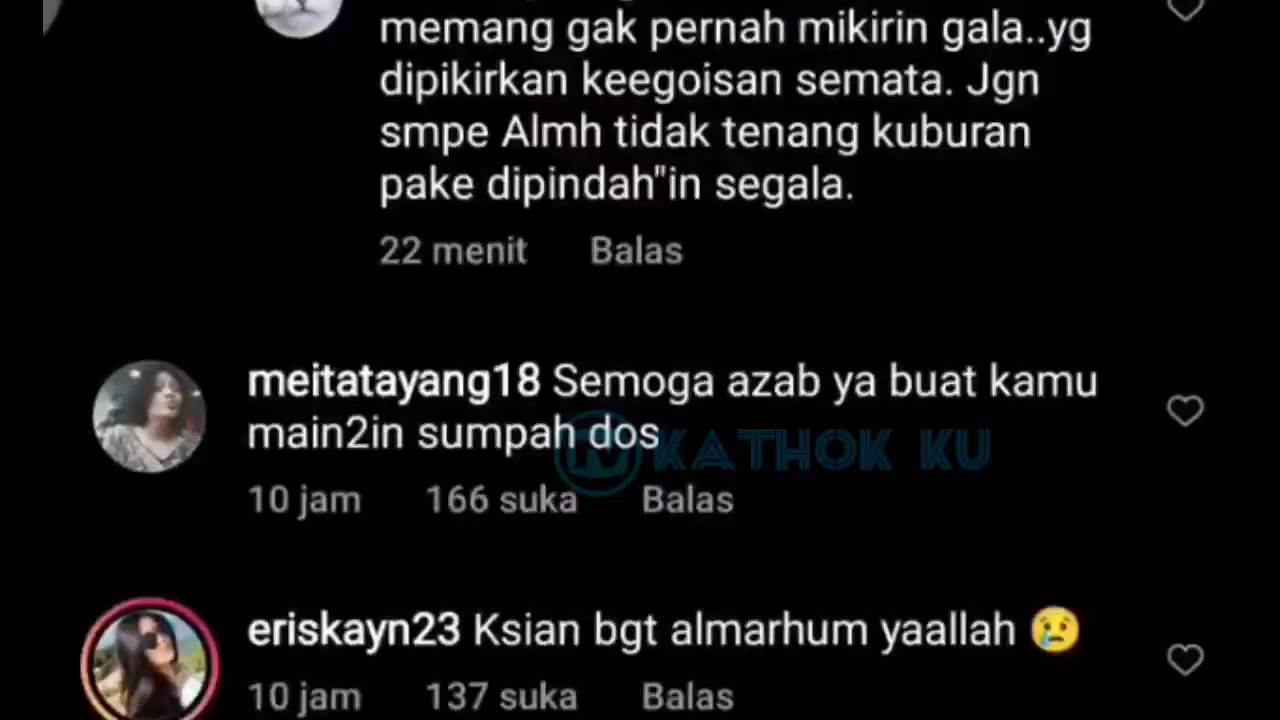 memang gak pernah mikirin gala..yg
dipikirkan keegoisan semata. Jgn
smpe Almh tidak tenang kuburan
pake dipindah"in segala.
22 menit Balas
meitatayang18 Semoga azab ya buat kamu
main2in sumpah dos
KATHOK KU
10 jam 166 suka Balas
eriskayn23 Ksian bgt almarhum yaallah 😢
10 jam 137 suka Balas